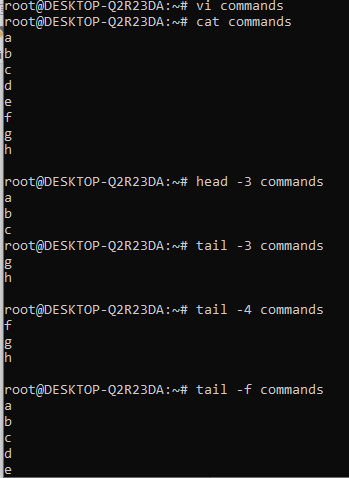 root@DESKTOP-Q2R23DA:~# vi commands
root@DESKTOP-Q2R23DA:~# cat commands
a
b
c
d
e
f
g
h

root@DESKTOP-Q2R23DA:~# head -3 commands
a
b
c
root@DESKTOP-Q2R23DA:~# tail -3 commands
g
h

root@DESKTOP-Q2R23DA:~# tail -4 commands
f
g
h

root@DESKTOP-Q2R23DA:~# tail -f commands
a
b
c
d
e